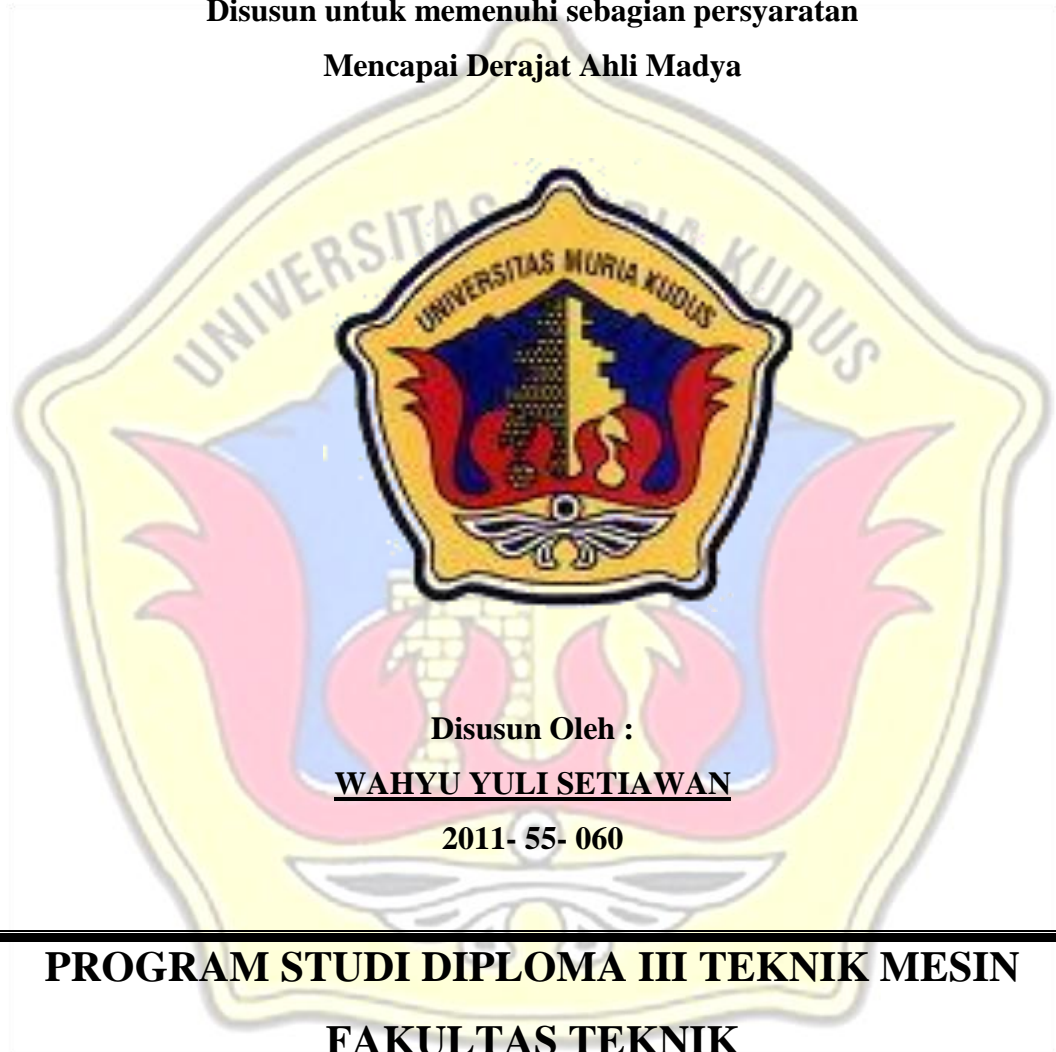 Disusun untuk memenuhi sebagian persyaratan
Mencapai Derajat Ahli Madya
UNIVERSITAS MURIA KUDUS
UNIVERSITAS MURIA KUDUS
Disusun Oleh :
WAHYU YULI SETIAWAN
2011- 55- 060
PROGRAM STUDI DIPLOMA III TEKNIK MESIN
FAKULTAS TEKNIK